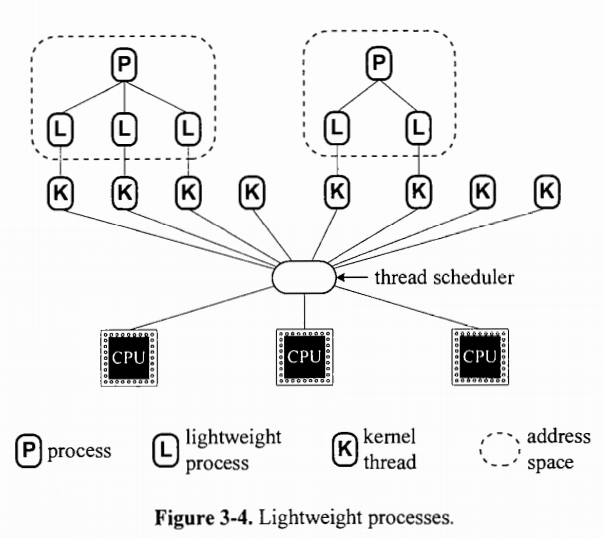 P P
L L L L L
K K K K K K K K
thread scheduler
CPU CPU CPU
P process L lightweight process K kernel thread address space
Figure 3-4. Lightweight processes.